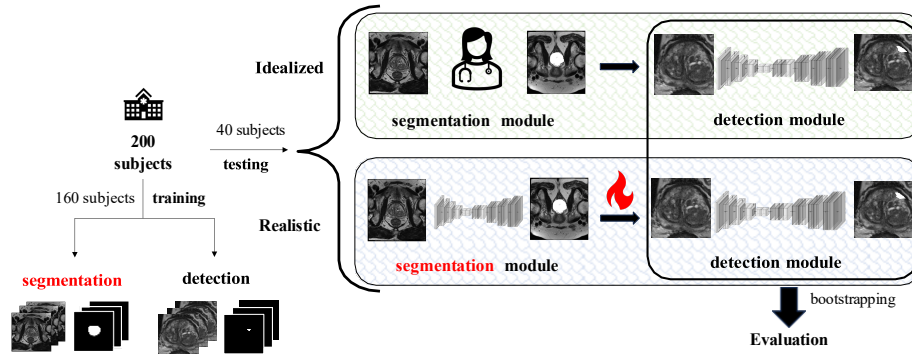 Idealized
segmentation module
detection module
200
subjects
40 subjects
testing
160 subjects
training
Realistic
segmentation
detection
segmentation module
detection module
bootstrapping
Evaluation